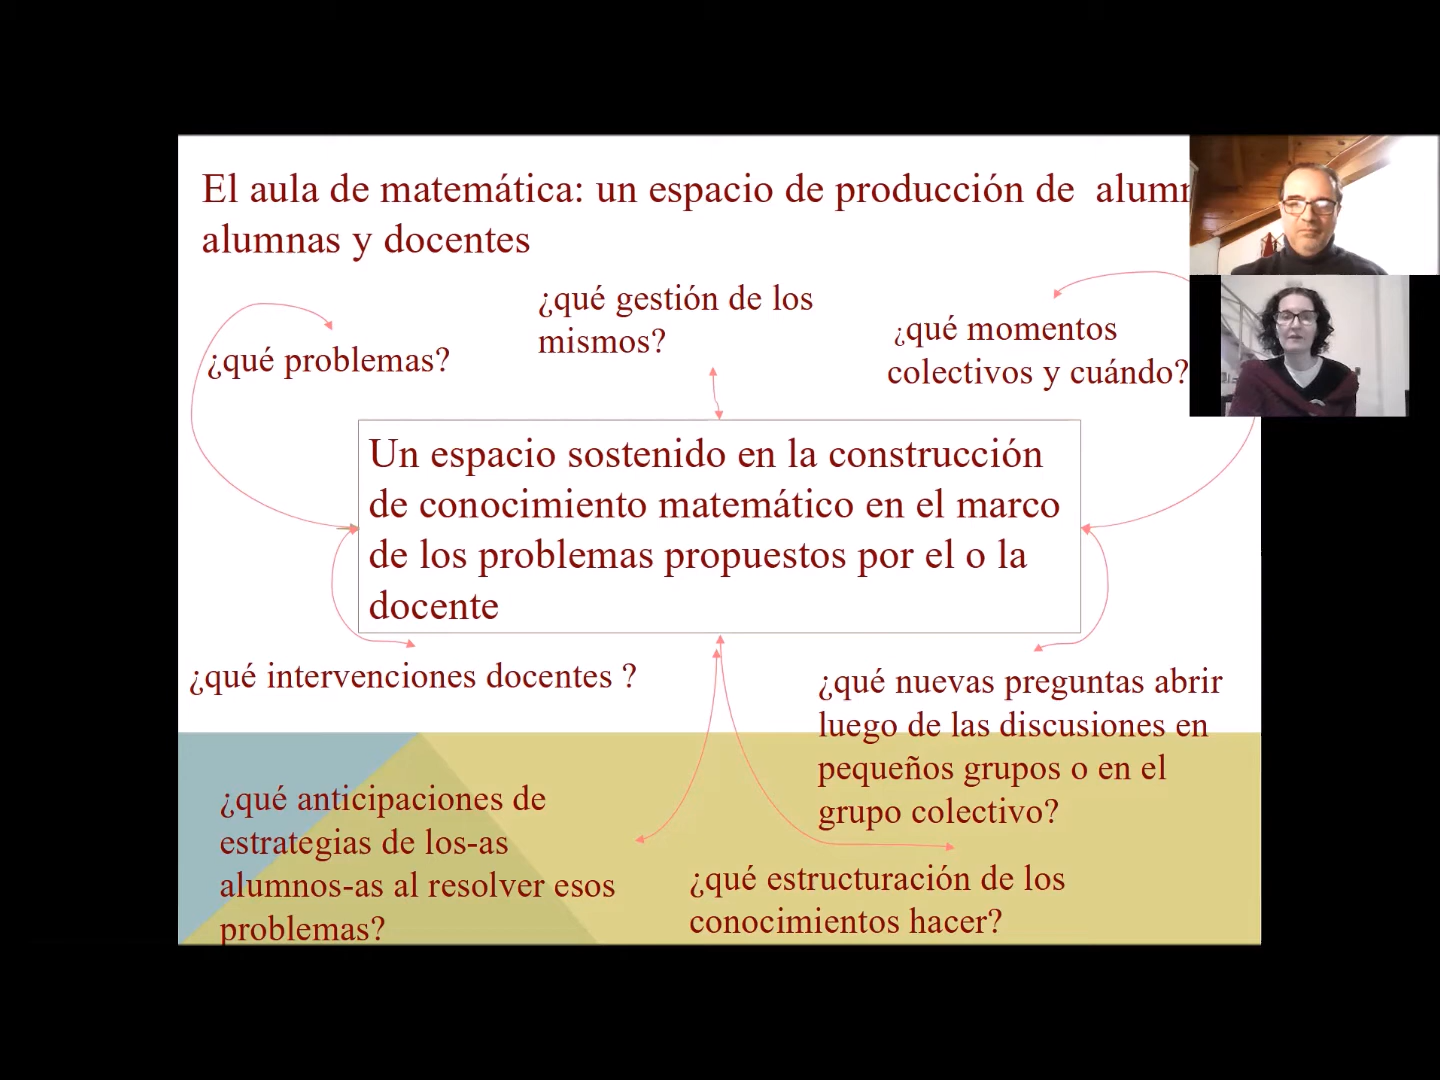 El aula de matemática: un espacio de producción de
alumnas y docentes
¿qué gestión de los
mismos?
¿qué problemas?
¿qué momentos
colectivos y cuándo?
Un espacio sostenido en la construcción
de conocimiento matemático en el marco
de los problemas propuestos por el o la
docente
¿qué intervenciones docentes ?
¿qué nuevas preguntas abrir
luego de las discusiones en
pequeños grupos o en el
grupo colectivo?
¿qué anticipaciones de
estrategias de los-as
alumnos-as al resolver esos
problemas?
¿qué estructuración de los
conocimientos hacer?